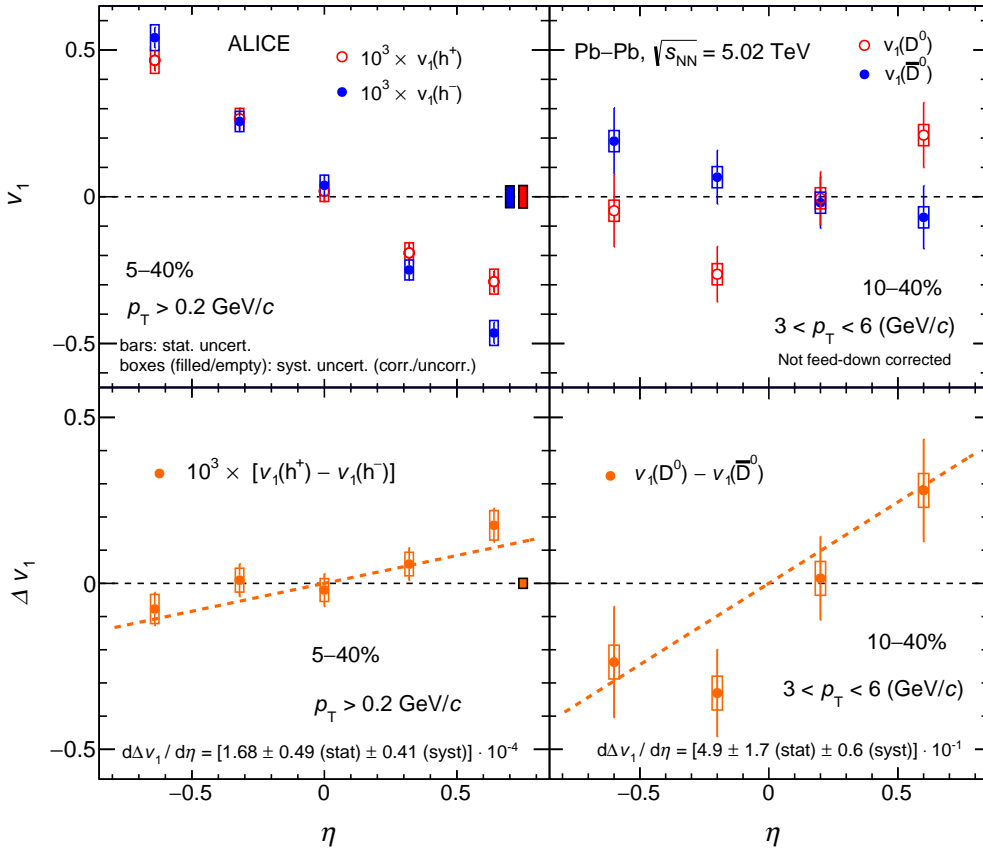 0.5
ALICE
10³ × v₁(h⁺)
10³ × v₁(h⁻)
v₁
0
5−40%
p_T > 0.2 GeV/c
−0.5
bars: stat. uncert.
boxes (filled/empty): syst. uncert. (corr./uncorr.)
Pb−Pb, √s_NN = 5.02 TeV
v₁(D⁰)
v₁(D̅⁰)
10−40%
3 < p_T < 6 (GeV/c)
Not feed-down corrected
0.5
10³ × [v₁(h⁺) − v₁(h⁻)]
Δv₁
0
5−40%
p_T > 0.2 GeV/c
−0.5
dΔv₁/dη = [1.68 ± 0.49 (stat) ± 0.41 (syst)] · 10⁻⁴
−0.5 0 0.5
η
v₁(D⁰) − v₁(D̅⁰)
10−40%
3 < p_T < 6 (GeV/c)
dΔv₁/dη = [4.9 ± 1.7 (stat) ± 0.6 (syst)] · 10⁻¹
−0.5 0 0.5
η